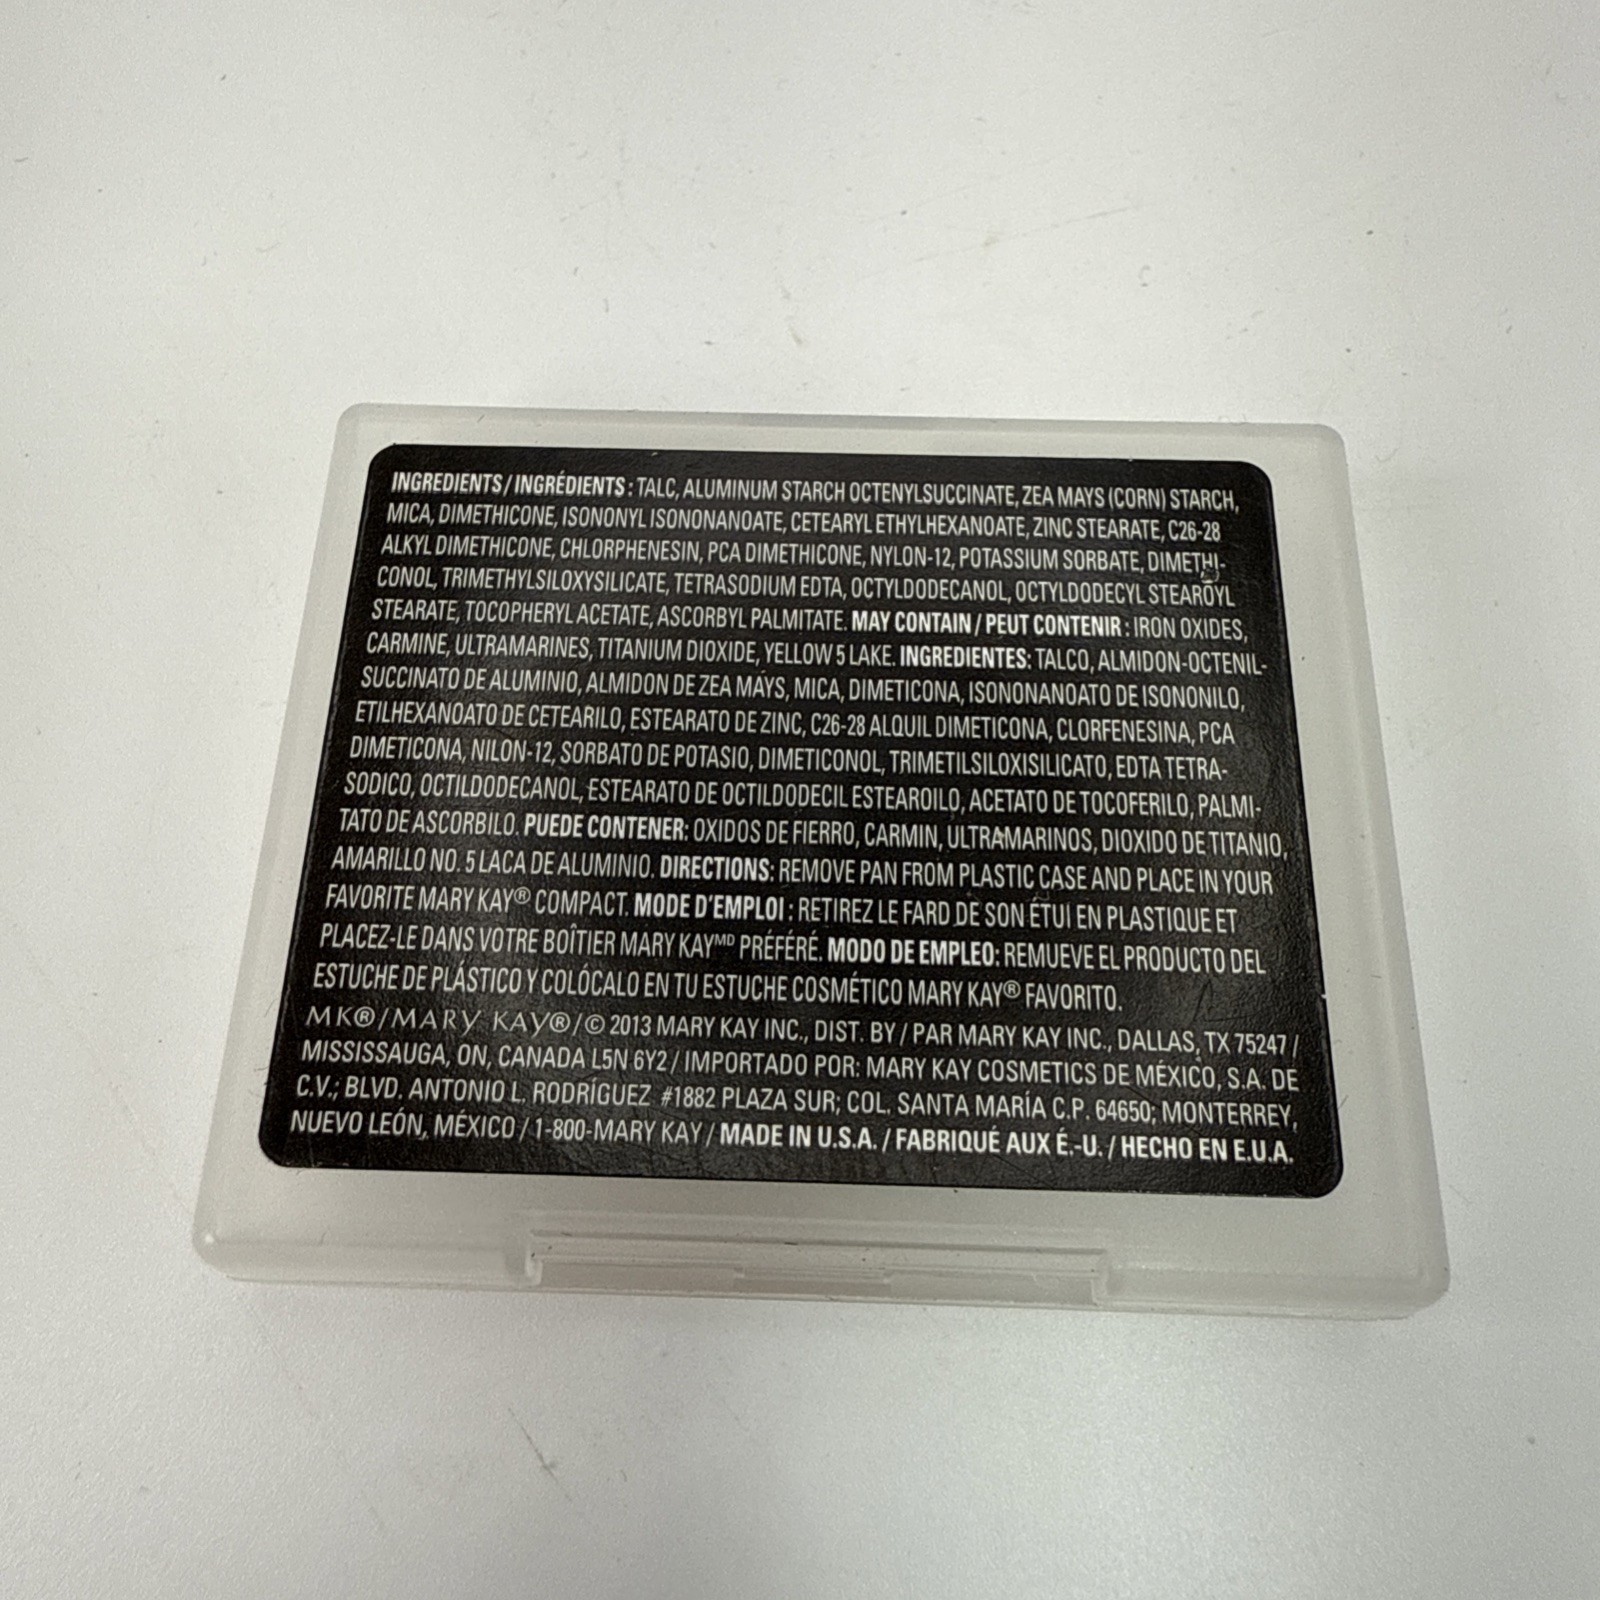 INGREDIENTS / INGRÉDIENTS : TALC, ALUMINUM STARCH OCTENYLSUCCINATE, ZEA MAYS (CORN) STARCH,
MICA, DIMETHICONE, ISONONYL ISONONANOATE, CETEARYL ETHYLHEXANOATE, ZINC STEARATE, C26-28
ALKYL DIMETHICONE, CHLORPHENESIN, PCA DIMETHICONE, NYLON-12, POTASSIUM SORBATE, DIMETHI-
CONOL, TRIMETHYLSILOXYSILICATE, TETRASODIUM EDTA, OCTYLDODECANOL, OCTYLDODECYL STEAROYL
STEARATE, TOCOPHERYL ACETATE, ASCORBYL PALMITATE. MAY CONTAIN / PEUT CONTENIR : IRON OXIDES,
CARMINE, ULTRAMARINES, TITANIUM DIOXIDE, YELLOW 5 LAKE. INGREDIENTES: TALCO, ALMIDON-OCTENIL-
SUCCINATO DE ALUMINIO, ALMIDON DE ZEA MAYS, MICA, DIMETICONA, ISONONANOATO DE ISONONILO,
ETILHEXANOATO DE CETEARILO, ESTEARATO DE ZINC, C26-28 ALQUIL DIMETICONA, CLORFENESINA, PCA
DIMETICONA, NILON-12, SORBATO DE POTASIO, DIMETICONOL, TRIMETILSILOXISILICATO, EDTA TETRA-
SODICO, OCTILDODECANOL, ESTEARATO DE OCTILDODECIL ESTEAROILO, ACETATO DE TOCOFERILO, PALMI-
TATO DE ASCORBILO. PUEDE CONTENER: OXIDOS DE FIERRO, CARMIN, ULTRAMARINOS, DIOXIDO DE TITANIO,
AMARILLO NO. 5 LACA DE ALUMINIO. DIRECTIONS: REMOVE PAN FROM PLASTIC CASE AND PLACE IN YOUR
FAVORITE MARY KAY® COMPACT. MODE D'EMPLOI : RETIREZ LE FARD DE SON ÉTUI EN PLASTIQUE ET
PLACEZ-LE DANS VOTRE BOÎTIER MARY KAYᴹᴰ PRÉFÉRÉ. MODO DE EMPLEO: REMUEVE EL PRODUCTO DEL
ESTUCHE DE PLÁSTICO Y COLÓCALO EN TU ESTUCHE COSMÉTICO MARY KAY® FAVORITO.
MK®/MARY KAY®/© 2013 MARY KAY INC., DIST. BY / PAR MARY KAY INC., DALLAS, TX 75247 /
MISSISSAUGA, ON, CANADA L5N 6Y2 / IMPORTADO POR: MARY KAY COSMETICS DE MÉXICO, S.A. DE
C.V.; BLVD. ANTONIO L. RODRÍGUEZ #1882 PLAZA SUR; COL. SANTA MARÍA C.P. 64650; MONTERREY,
NUEVO LEÓN, MÉXICO / 1-800-MARY KAY / MADE IN U.S.A. / FABRIQUÉ AUX É.-U. / HECHO EN E.U.A.